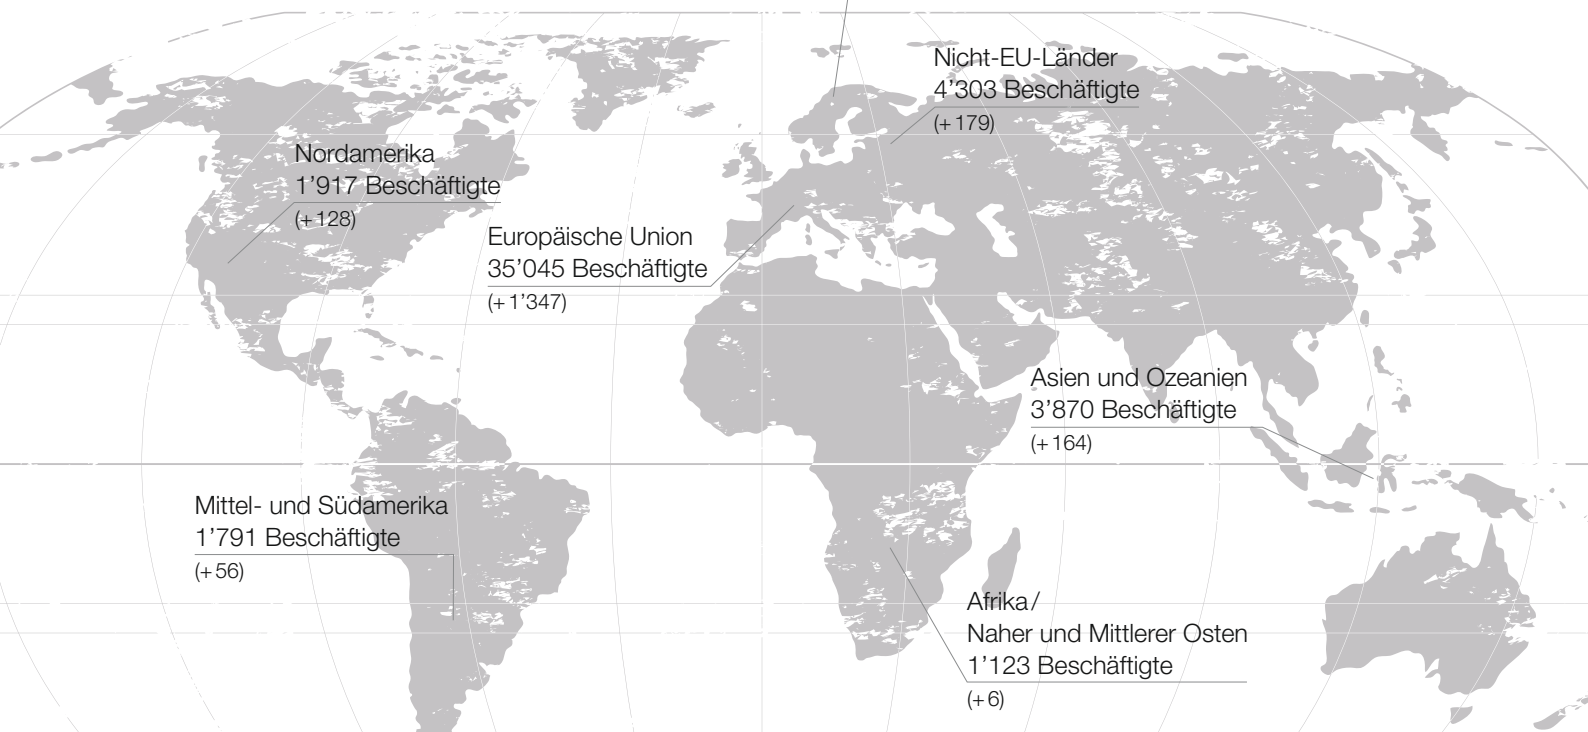 Nicht-EU-Länder
4’303 Beschäftigte
(+179)
Nordamerika
1’917 Beschäftigte
(+128)
Europäische Union
35’045 Beschäftigte
(+1’347)
Asien und Ozeanien
3’870 Beschäftigte
(+164)
Mittel- und Südamerika
1’791 Beschäftigte
(+56)
Afrika/
Naher und Mittlerer Osten
1’123 Beschäftigte
(+6)